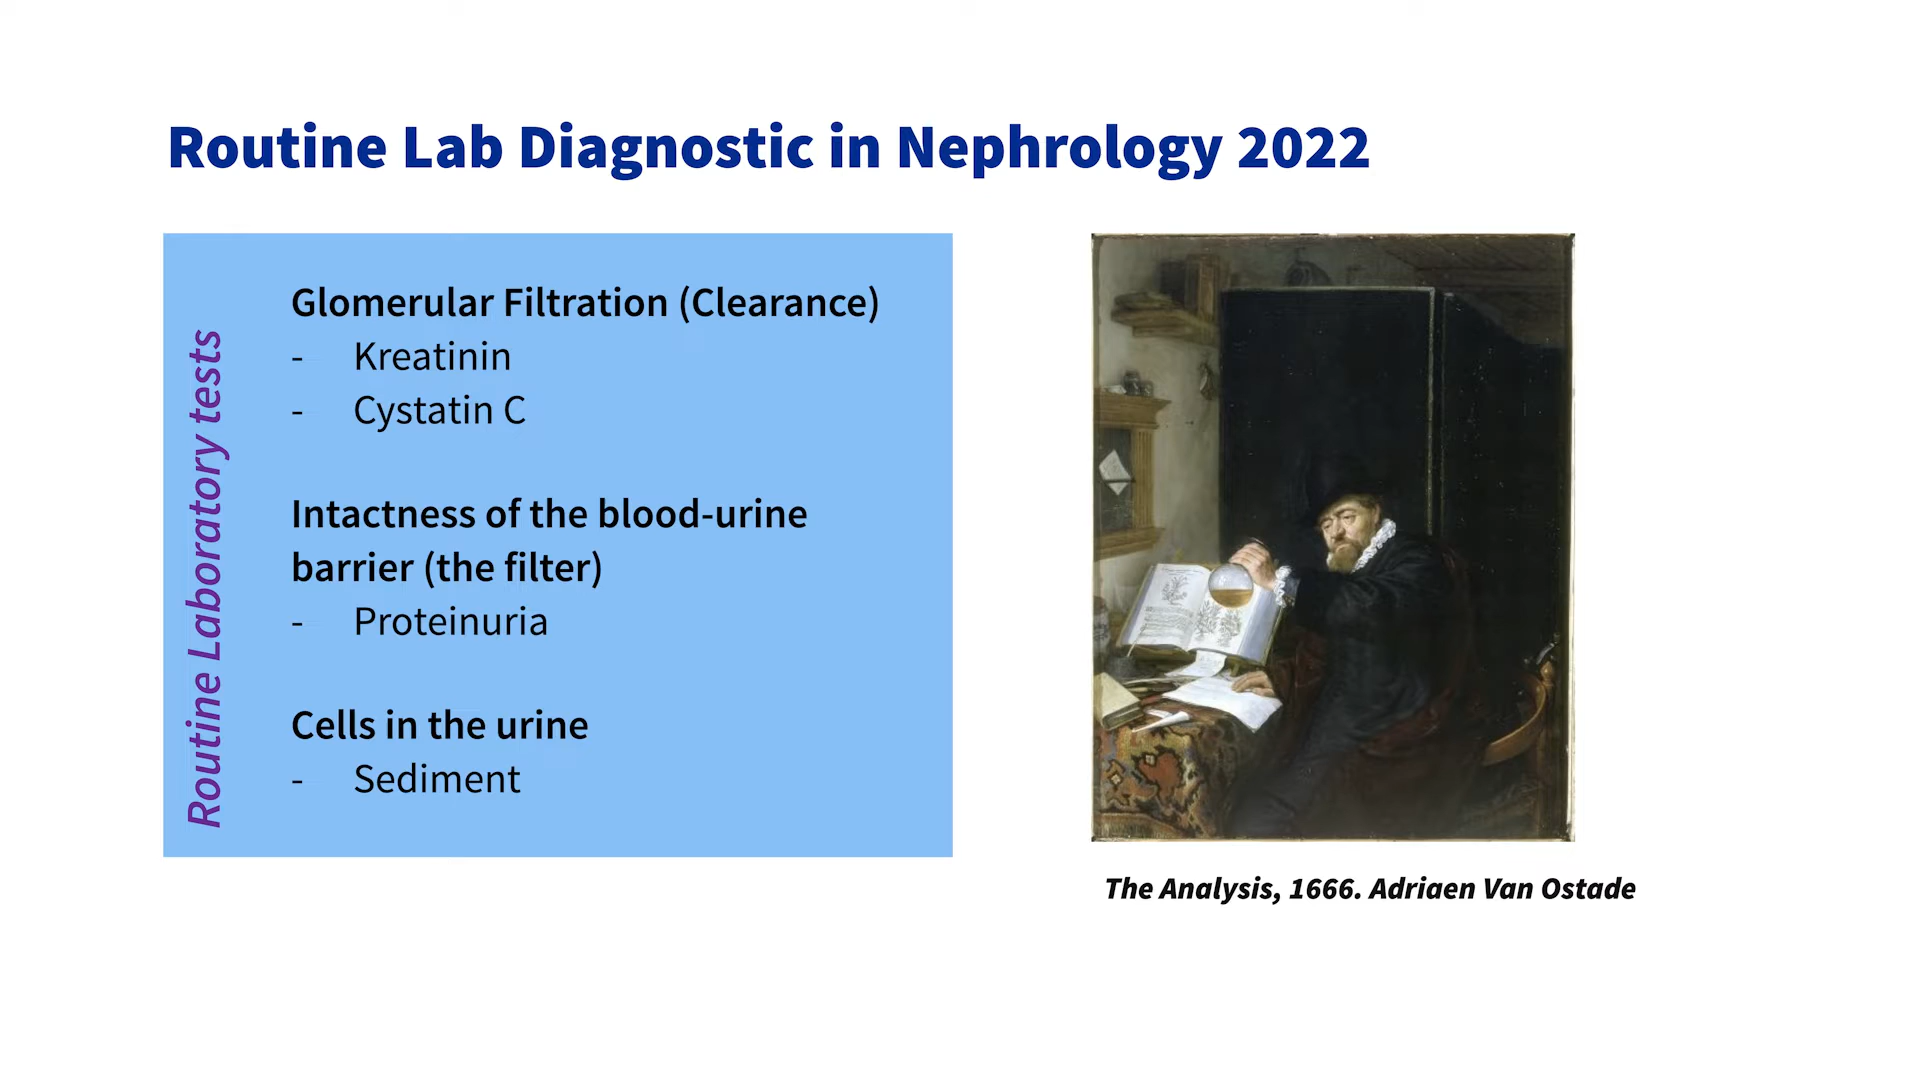 Routine Lab Diagnostic in Nephrology 2022
Routine Laboratory tests
Glomerular Filtration (Clearance)
- Kreatinin
- Cystatin C
Intactness of the blood-urine
barrier (the filter)
- Proteinuria
Cells in the urine
- Sediment
The Analysis, 1666. Adriaen Van Ostade